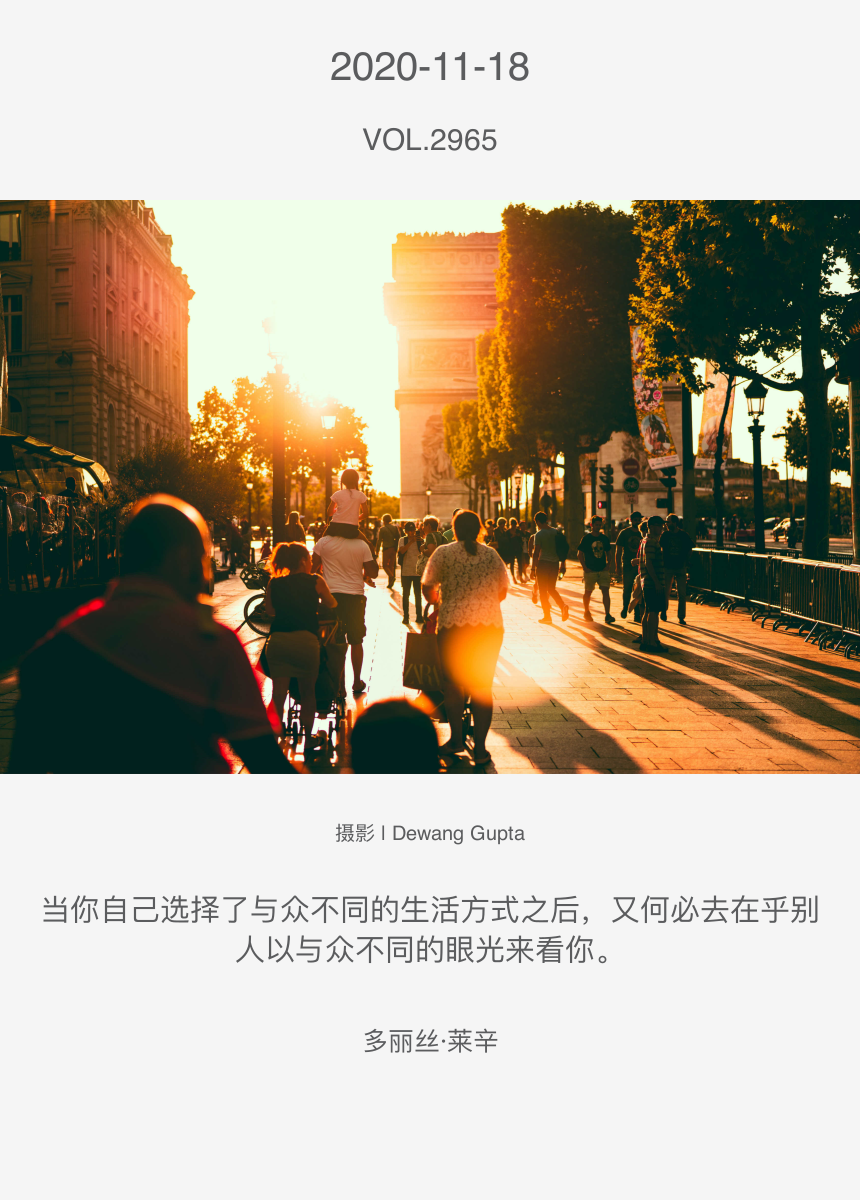 2020-11-18
VOL.2965
ZARA
摄影 | Dewang Gupta
当你自己选择了与众不同的生活方式之后，又何必去在乎别
人以与众不同的眼光来看你。
多丽丝·莱辛